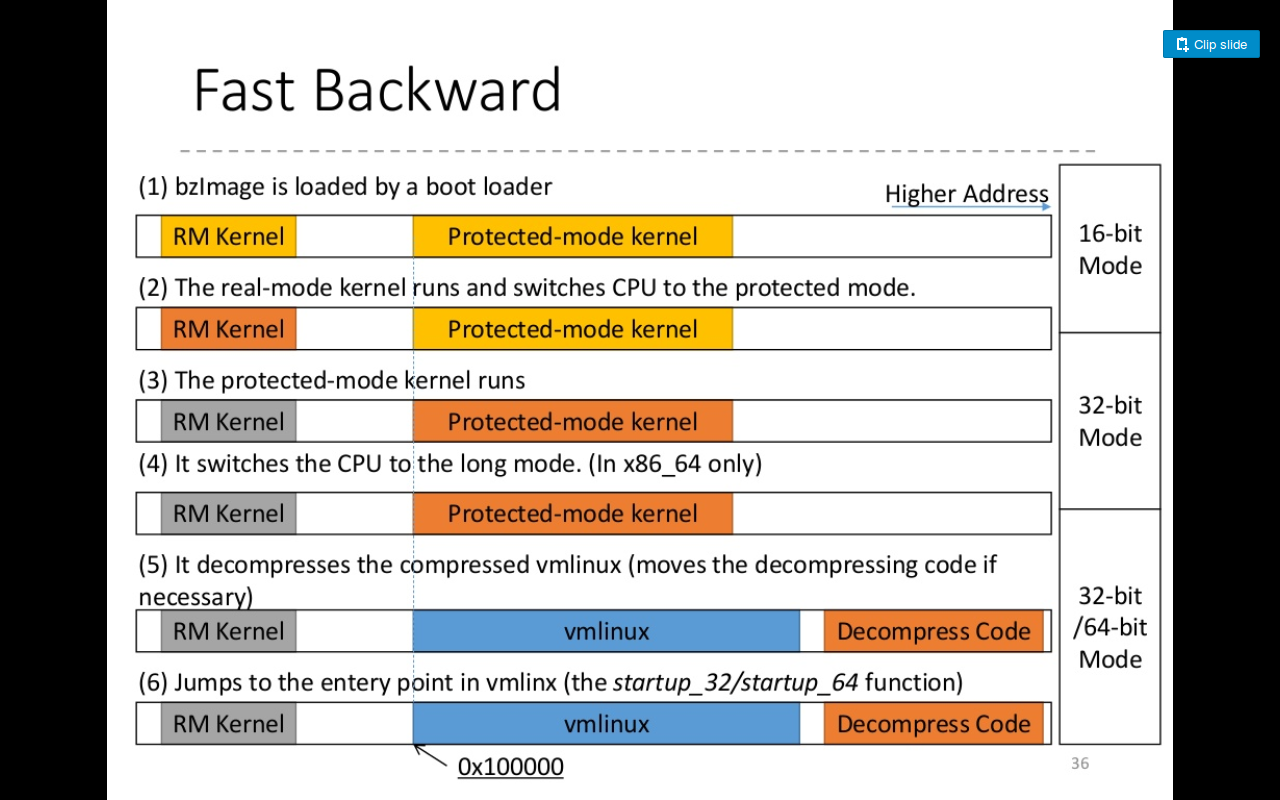 Clip slide
Fast Backward
(1) bzImage is loaded by a boot loader
Higher Address
RM Kernel
Protected-mode kernel
16-bit
Mode
(2) The real-mode kernel runs and switches CPU to the protected mode.
RM Kernel
Protected-mode kernel
(3) The protected-mode kernel runs
RM Kernel
Protected-mode kernel
32-bit
Mode
(4) It switches the CPU to the long mode. (In x86_64 only)
RM Kernel
Protected-mode kernel
(5) It decompresses the compressed vmlinux (moves the decompressing code if
necessary)
RM Kernel
vmlinux
Decompress Code
32-bit
/64-bit
Mode
(6) Jumps to the entery point in vmlinx (the startup_32/startup_64 function)
RM Kernel
vmlinux
Decompress Code
0x100000
36